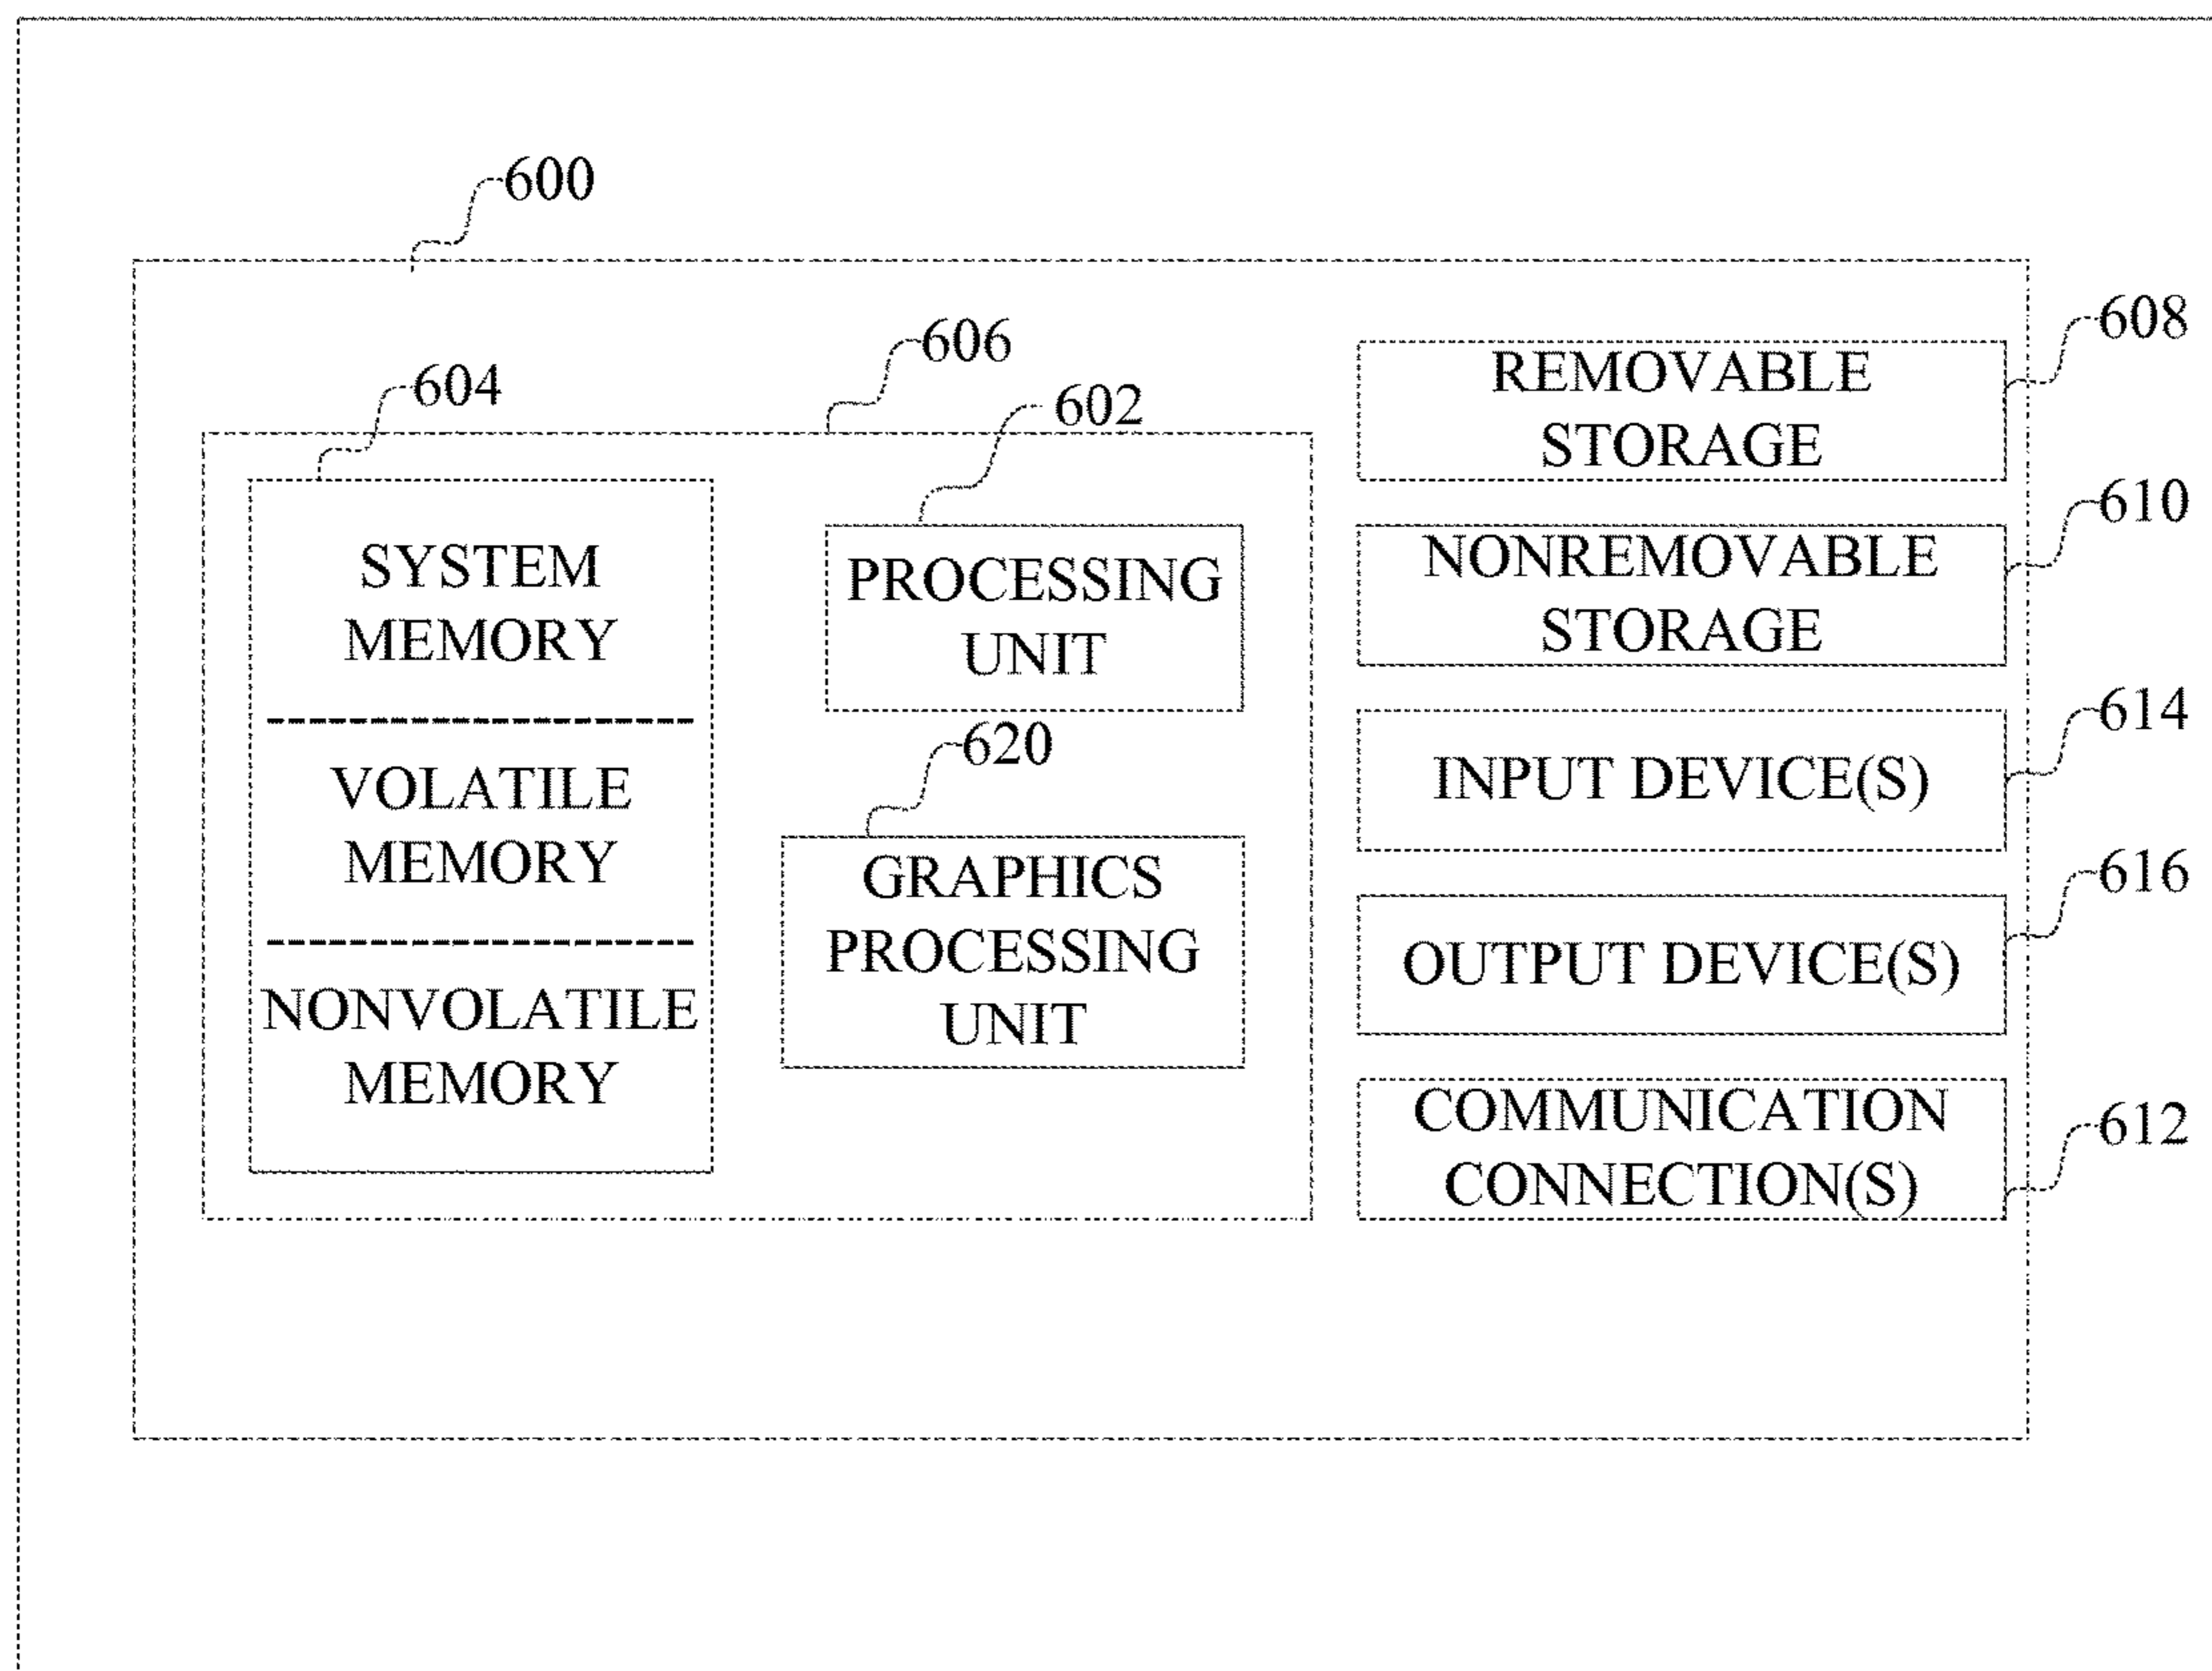 600
606
604
602
608
REMOVABLE
STORAGE
610
NONREMOVABLE
STORAGE
SYSTEM
MEMORY
PROCESSING
UNIT
614
INPUT DEVICE(S)
620
VOLATILE
MEMORY
GRAPHICS
PROCESSING
UNIT
616
OUTPUT DEVICE(S)
NONVOLATILE
MEMORY
612
COMMUNICATION
CONNECTION(S)